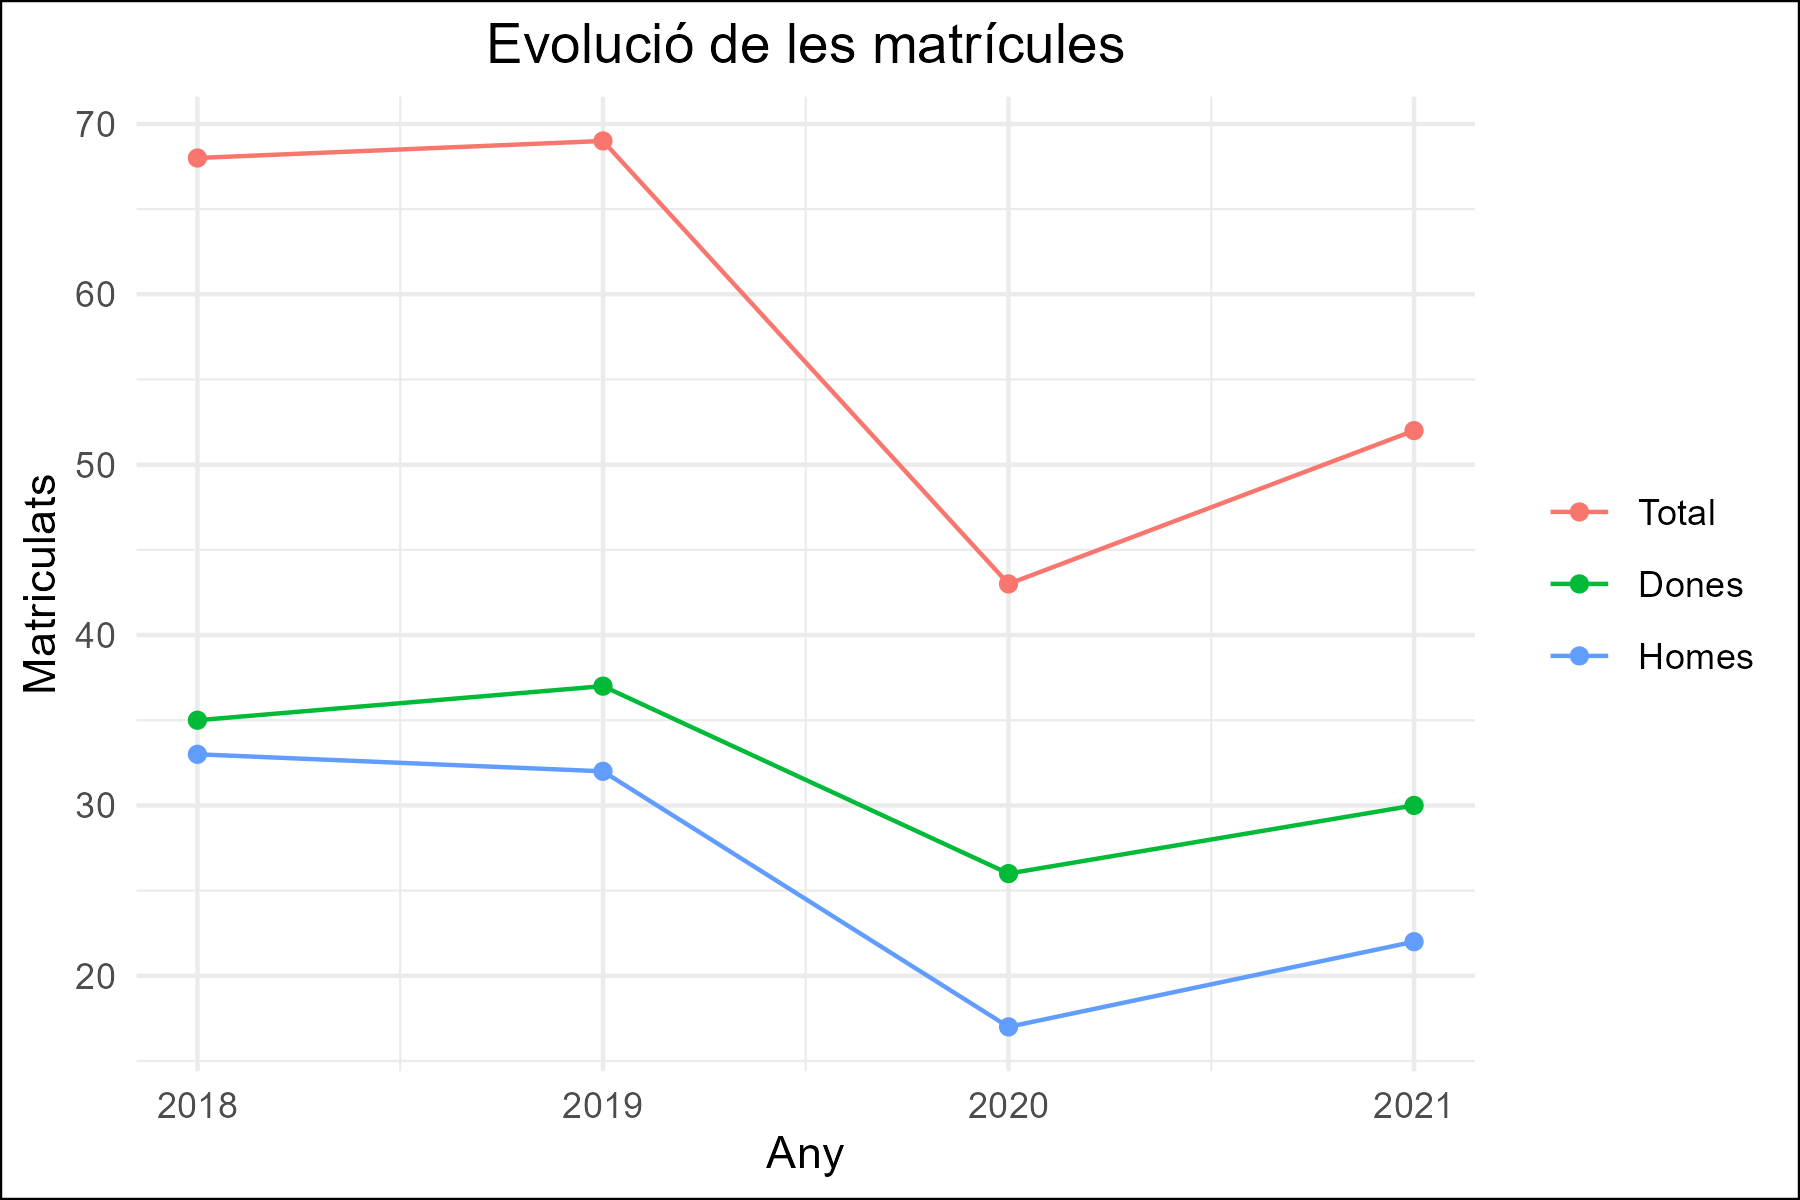 Evolució de les matrícules
70
60
50
40
30
20
Matriculats
2018
2019
2020
2021
Any
Total
Dones
Homes